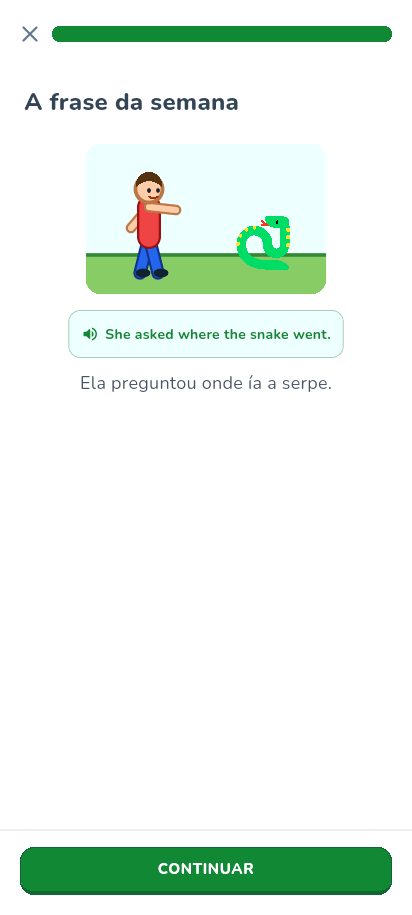 A frase da semana
She asked where the snake went.
Ela preguntou onde ía a serpe.
CONTINUAR